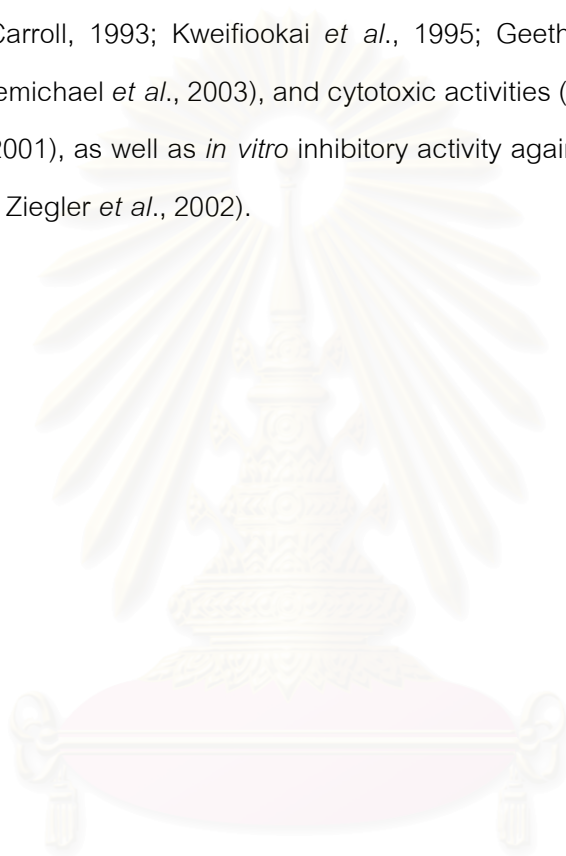 Carroll, 1993; Kweifiookai et al., 1995; Geeth
emichael et al., 2003), and cytotoxic activities (
2001), as well as in vitro inhibitory activity agai
Ziegler et al., 2002).